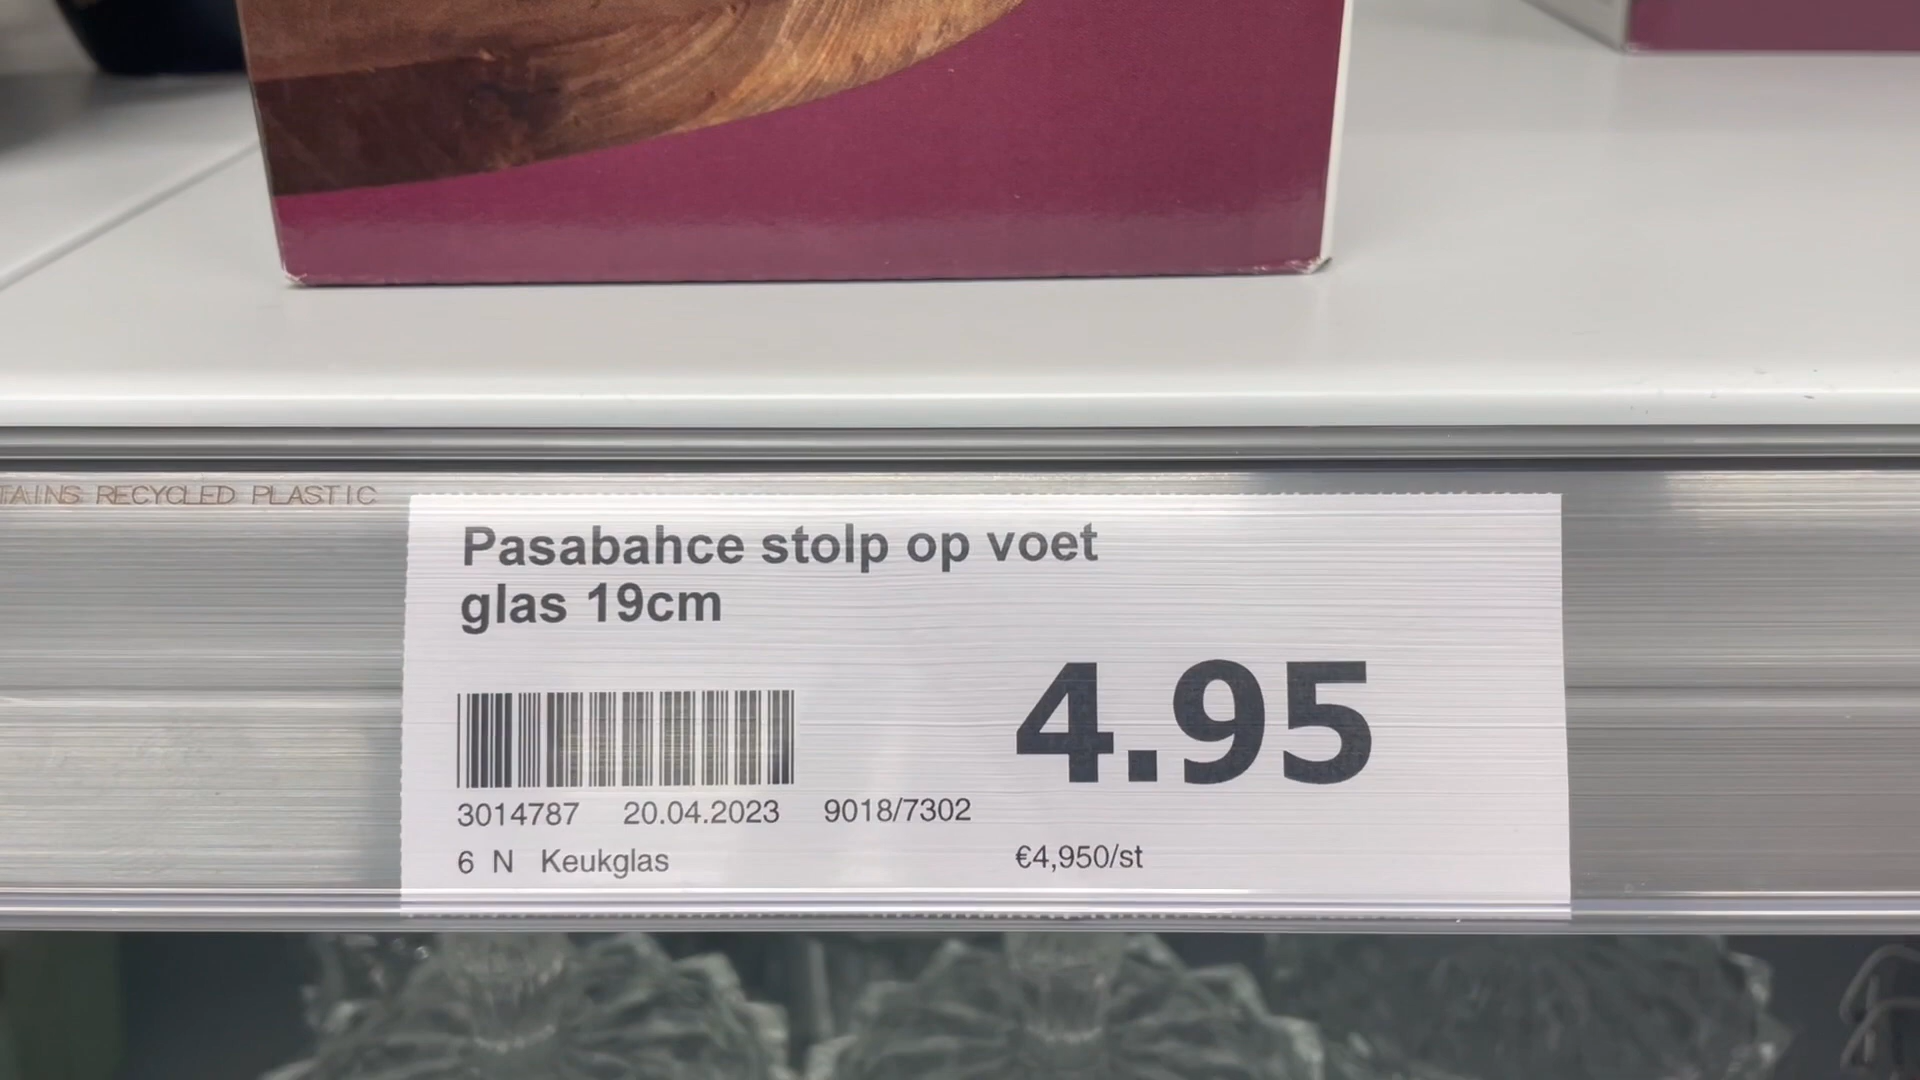 TAINS RECYCLED PLASTIC
Pasabahce stolp op voet
glas 19cm
4.95
3014787 20.04.2023 9018/7302
6 N Keukglas
€4,950/st